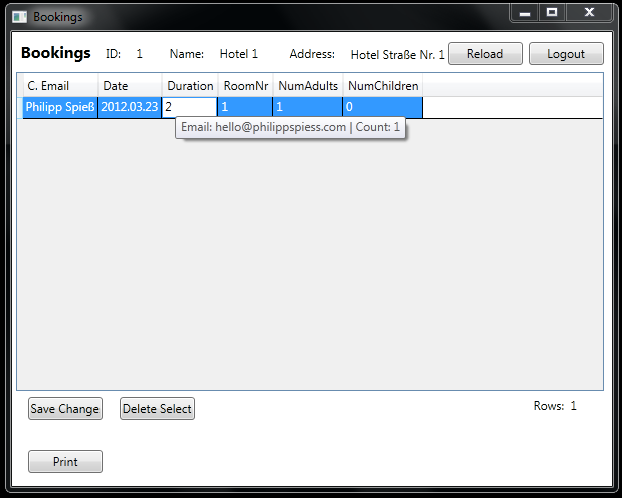 Bookings
Bookings ID: 1 Name: Hotel 1 Address: Hotel Straße Nr. 1 Reload Logout
C. Email Date Duration RoomNr NumAdults NumChildren
Philipp Spieß 2012.03.23 2 1 1 0
Email: hello@philippspiess.com | Count: 1
Save Change Delete Select Rows: 1
Print